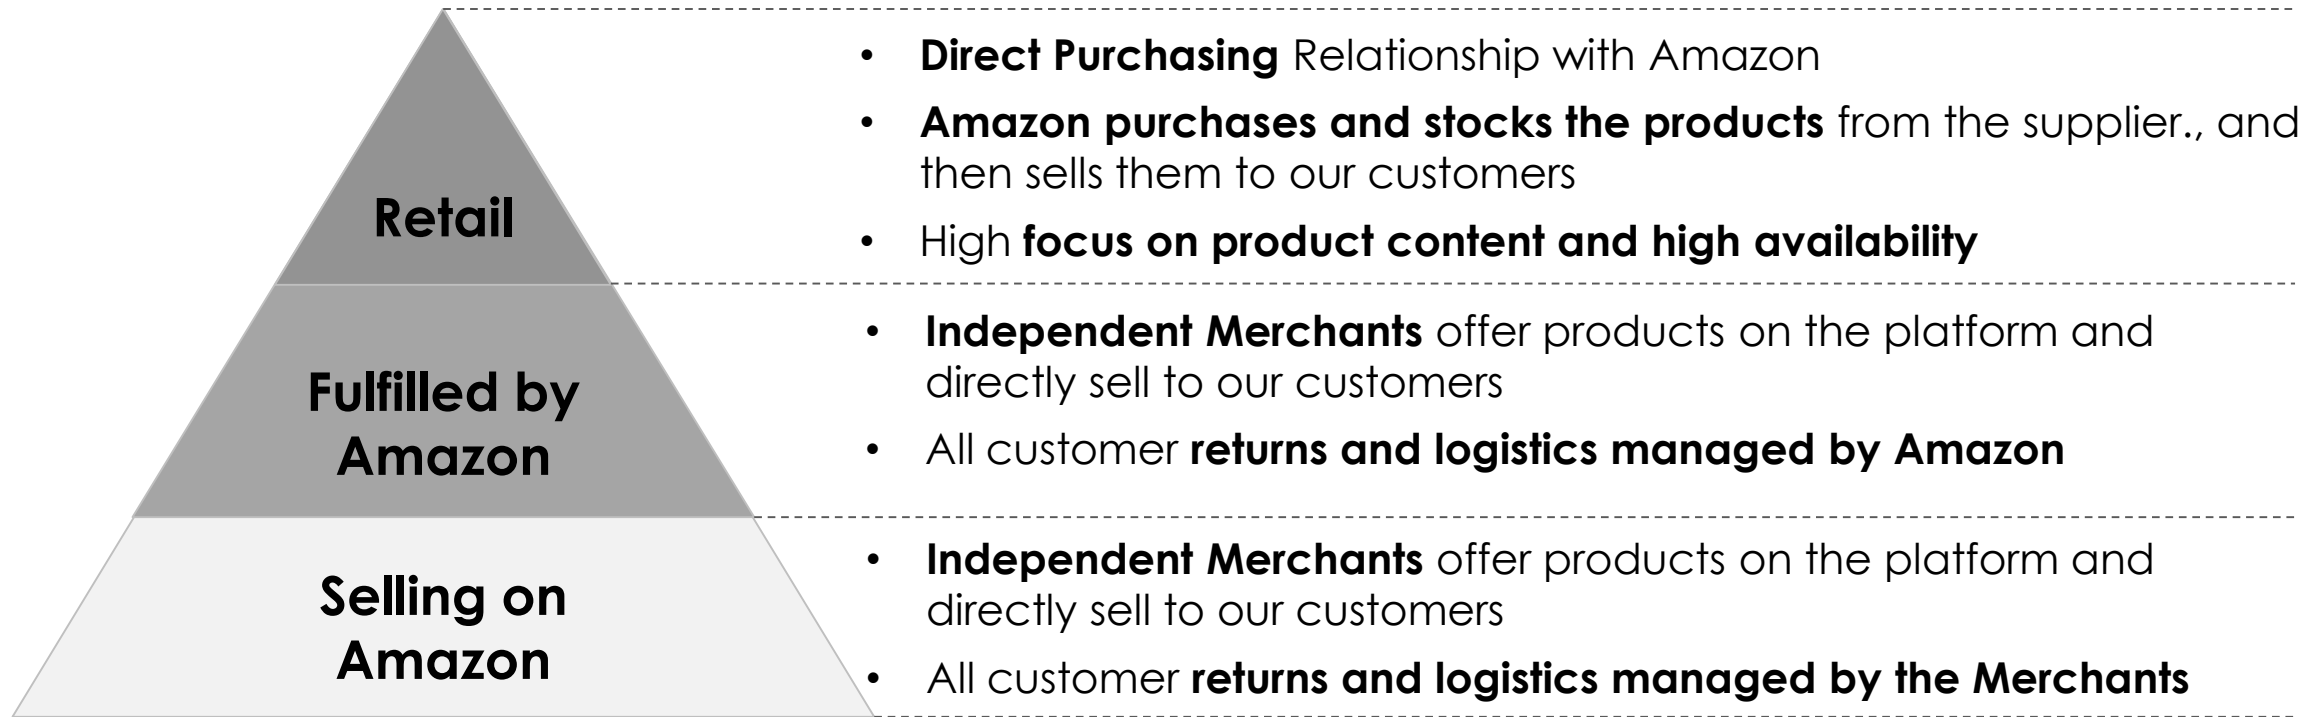 • Direct Purchasing Relationship with Amazon
• Amazon purchases and stocks the products from the supplier., and
then sells them to our customers
Retail
• High focus on product content and high availability
• Independent Merchants offer products on the platform and
directly sell to our customers
Fulfilled by
Amazon
• All customer returns and logistics managed by Amazon
• Independent Merchants offer products on the platform and
directly sell to our customers
Selling on
Amazon
• All customer returns and logistics managed by the Merchants